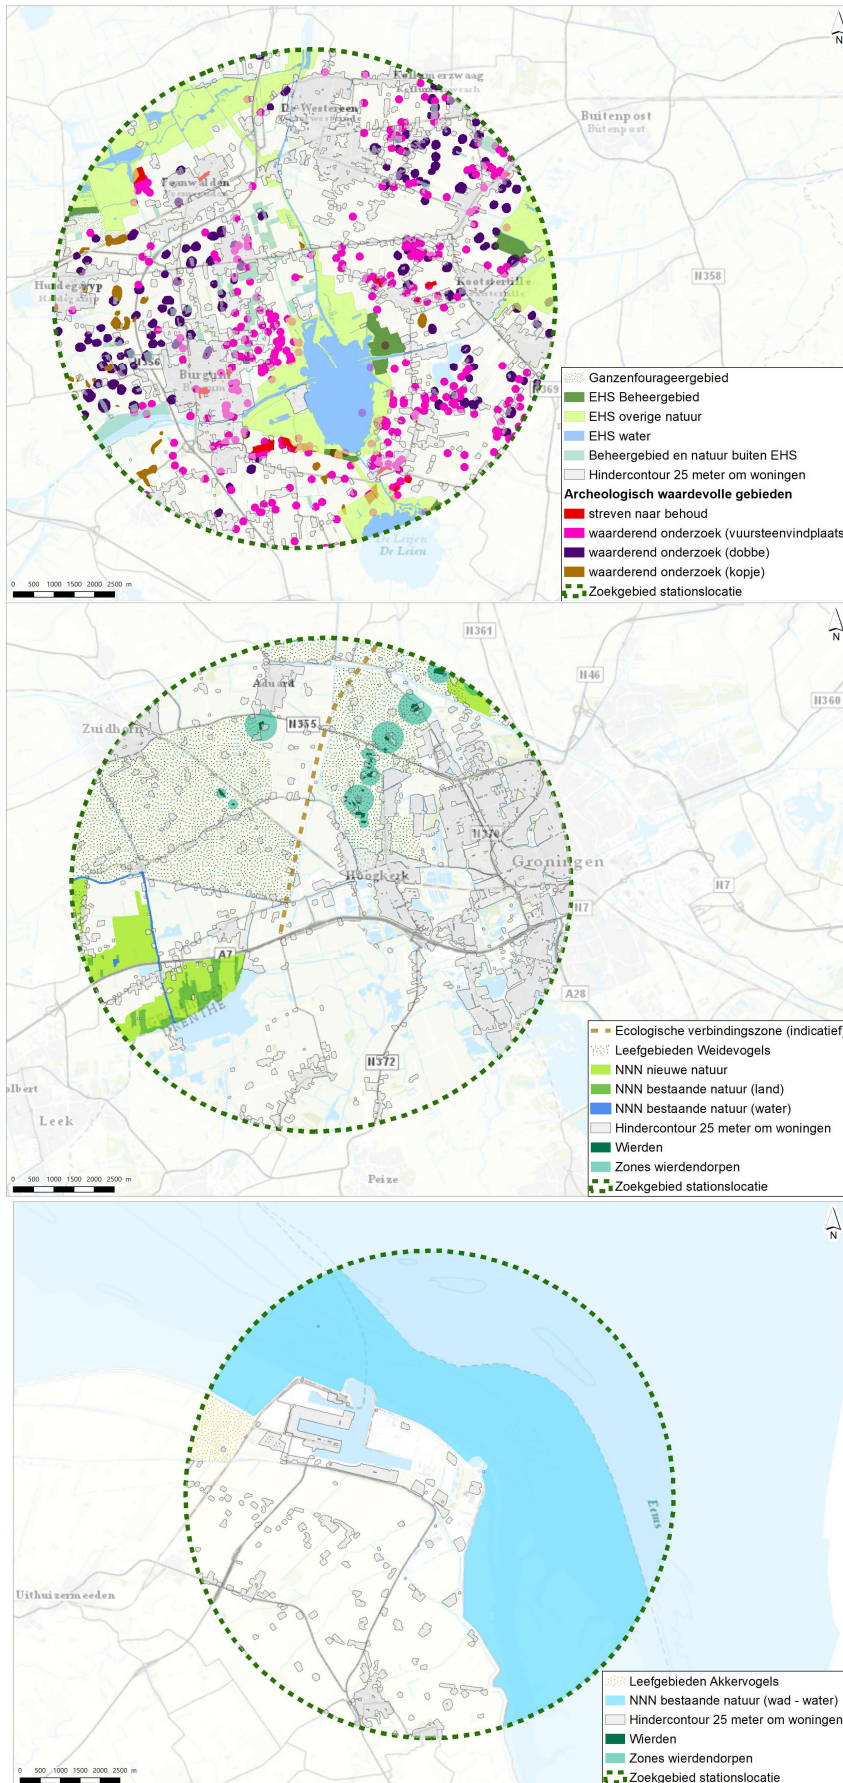 N
Kollumerzwaag
De Westereen
Buitenpost
Bûtenpost
Feanwâlden
N358
Kootstertille
Burgum
N356
N369
De Leijen
De Leien
Ganzenfourageergebied
EHS Beheergebied
EHS overige natuur
EHS water
Beheergebied en natuur buiten EHS
Hindercontour 25 meter om woningen
Archeologisch waardevolle gebieden
streven naar behoud
waarderend onderzoek (vuursteenvindplaats
waarderend onderzoek (dobbe)
waarderend onderzoek (kopje)
Zoekgebied stationslocatie
0 500 1000 1500 2000 2500 m
N
N361
N46
Aduard
N360
Zuidhorn
N355
N370
Groningen
Hoogkerk
N7
N7
A7
A28
DRENTHE
N372
Leek
Peize
Ecologische verbindingszone (indicatief)
Leefgebieden Weidevogels
NNN nieuwe natuur
NNN bestaande natuur (land)
NNN bestaande natuur (water)
Hindercontour 25 meter om woningen
Wierden
Zones wierdendorpen
Zoekgebied stationslocatie
0 500 1000 1500 2000 2500 m
N
Eems
Uithuizermeeden
Leefgebieden Akkervogels
NNN bestaande natuur (wad - water)
Hindercontour 25 meter om woningen
Wierden
Zones wierdendorpen
Zoekgebied stationslocatie
0 500 1000 1500 2000 2500 m